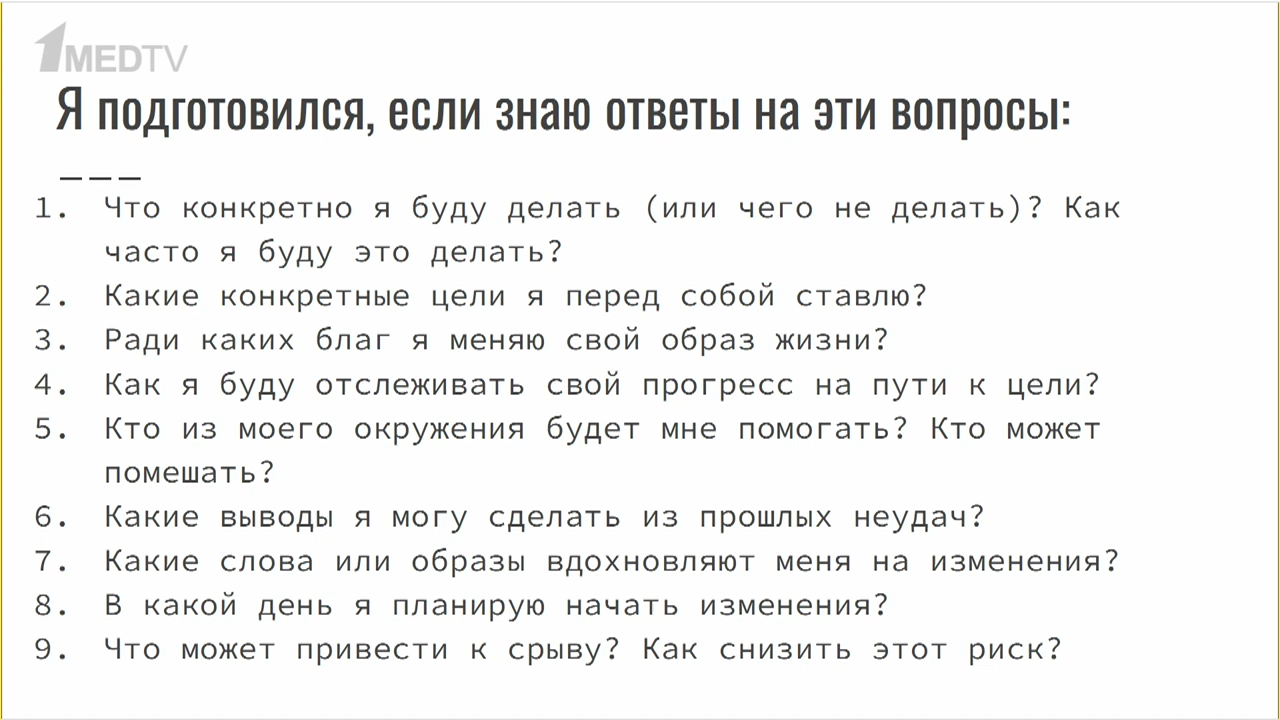 1MEDTV
Я подготовился, если знаю ответы на эти вопросы:
1. Что конкретно я буду делать (или чего не делать)? Как
часто я буду это делать?
2. Какие конкретные цели я перед собой ставлю?
3. Ради каких благ я меняю свой образ жизни?
4. Как я буду отслеживать свой прогресс на пути к цели?
5. Кто из моего окружения будет мне помогать? Кто может
помешать?
6. Какие выводы я могу сделать из прошлых неудач?
7. Какие слова или образы вдохновляют меня на изменения?
8. В какой день я планирую начать изменения?
9. Что может привести к срыву? Как снизить этот риск?